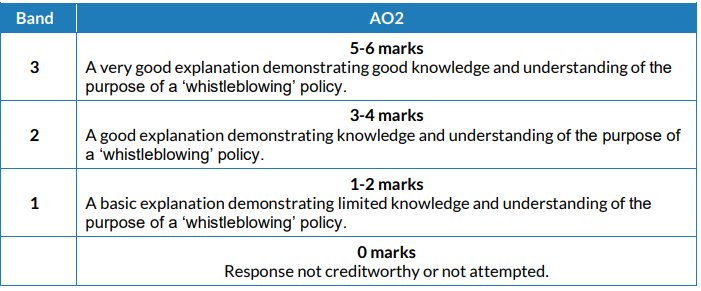 Band AO2
5-6 marks
3 A very good explanation demonstrating good knowledge and understanding of the
purpose of a ‘whistleblowing’ policy.
3-4 marks
2 A good explanation demonstrating knowledge and understanding of the purpose of
a ‘whistleblowing’ policy.
1-2 marks
1 A basic explanation demonstrating limited knowledge and understanding of the
purpose of a ‘whistleblowing’ policy.
0 marks
Response not creditworthy or not attempted.